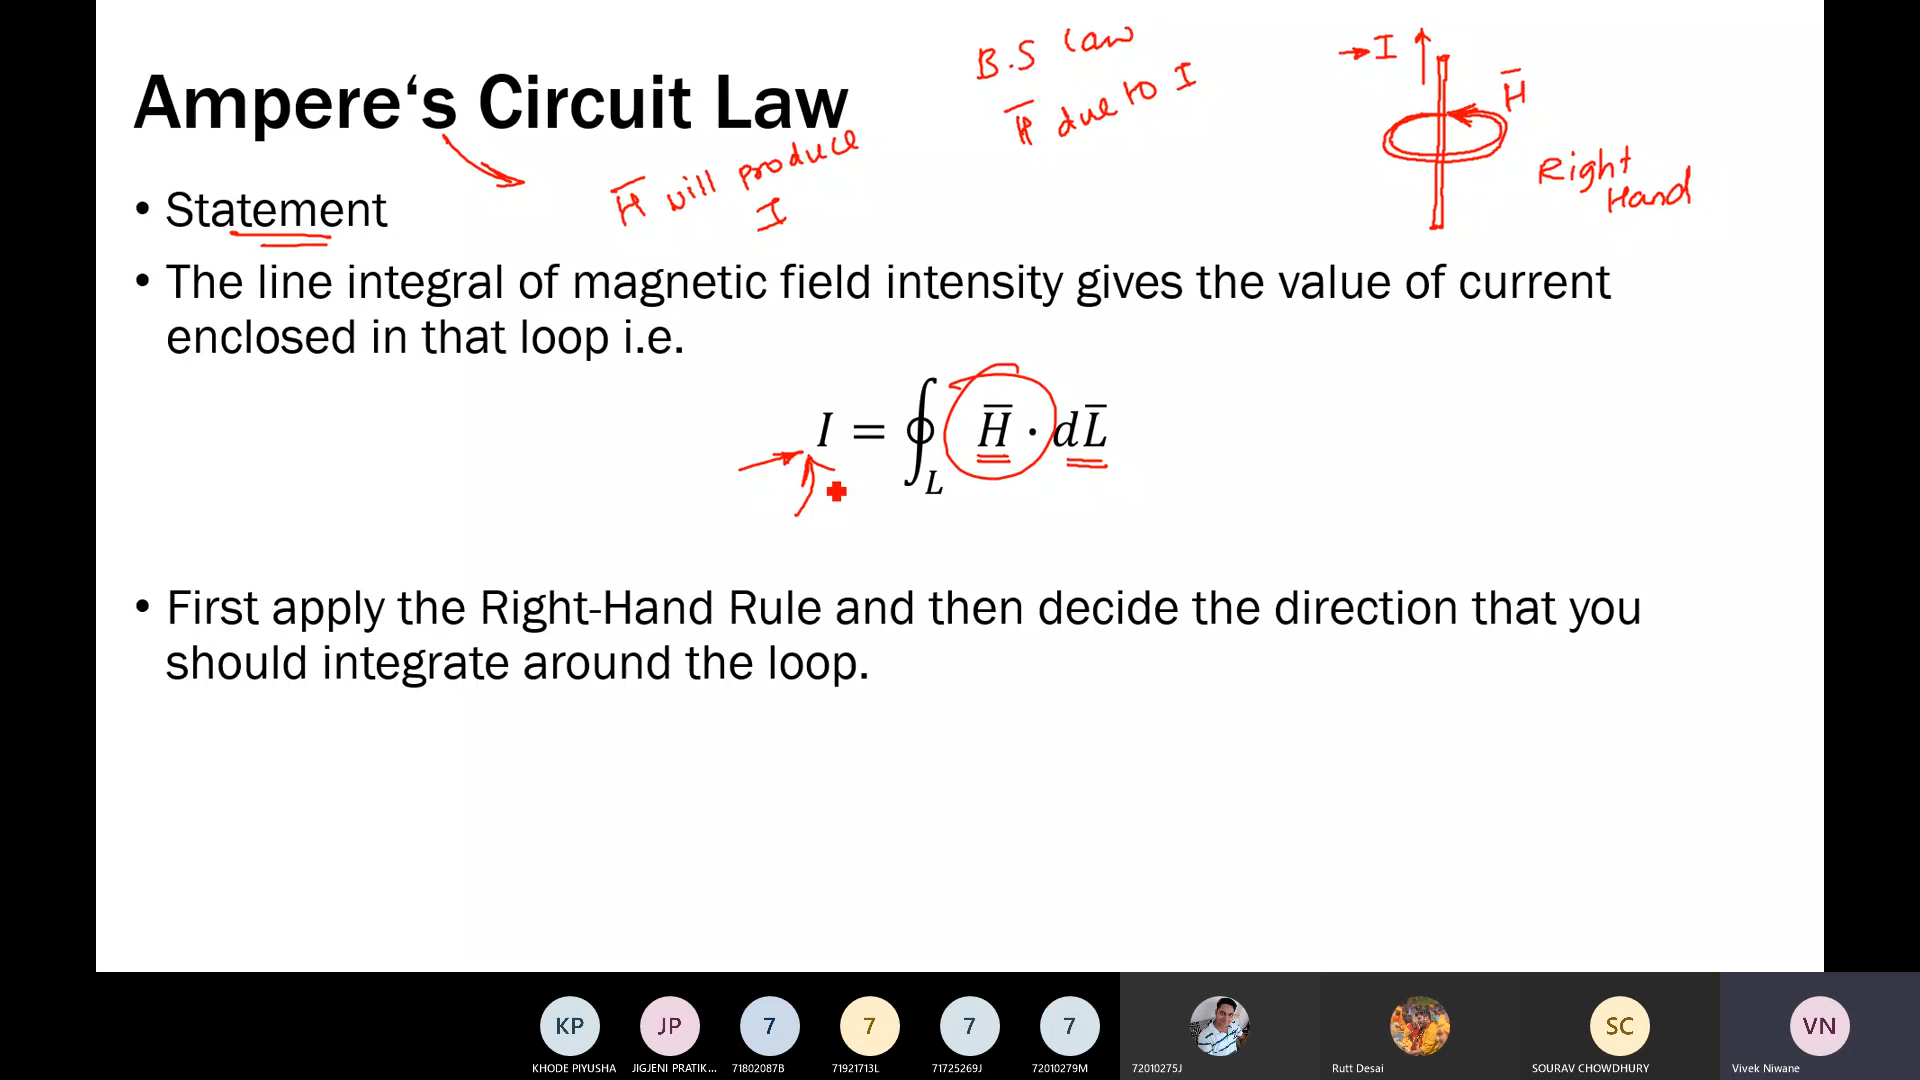 B.S law
→ I
Ampere‘s Circuit Law
H̅
H̅ due to I
H̅ will produce
I
Right
Hand
• Statement
• The line integral of magnetic field intensity gives the value of current
enclosed in that loop i.e.
I = ∮_L H̅ · dL̅
• First apply the Right-Hand Rule and then decide the direction that you
should integrate around the loop.
KP
JP
7
7
7
7
SC
VN
KHODE PIYUSHA
JIGJENI PRATIK...
71802087B
71921713L
71725269J
72010279M
72010275J
Rutt Desai
SOURAV CHOWDHURY
Vivek Niwane